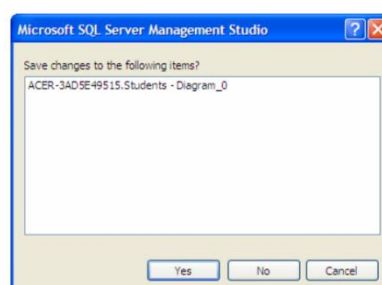 Microsoft SQL Server Management Studio
Save changes to the following items?
ACER-3AD5E49515.Students - Diagram_0
Yes No Cancel